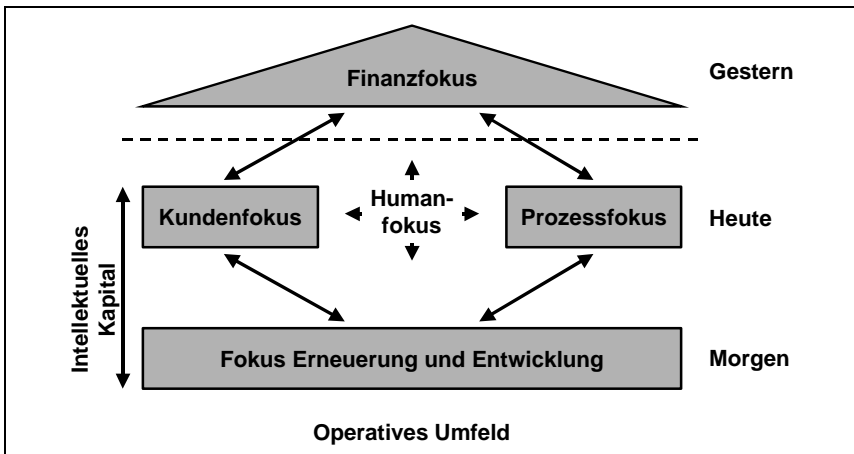 Finanzfokus
Gestern
Human-
fokus
Kundenfokus
Prozessfokus
Heute
Intellektuelles
Kapital
Fokus Erneuerung und Entwicklung
Morgen
Operatives Umfeld